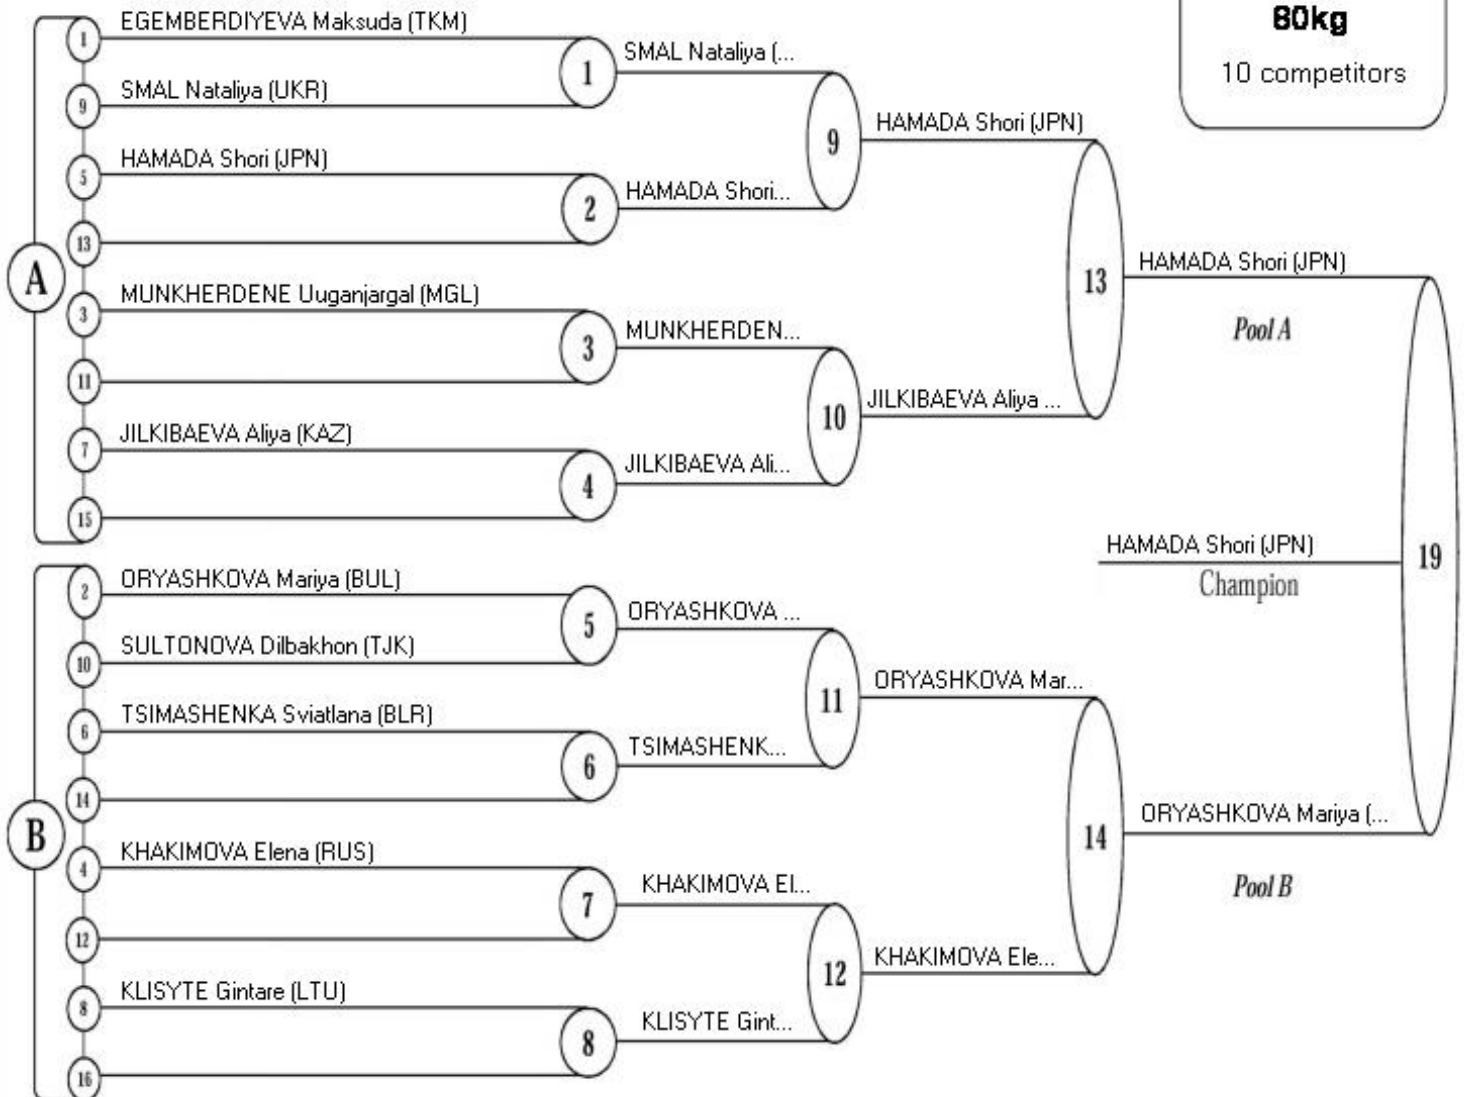 80kg
10 competitors
A
1
EGEMBERDIYEVA Maksuda (TKM)
9
SMAL Nataliya (UKR)
5
HAMADA Shori (JPN)
13
3
MUNKHERDENE Uuganjargal (MGL)
11
7
JILKIBAEVA Aliya (KAZ)
15
1
2
3
4
SMAL Nataliya (...
HAMADA Shori...
MUNKHERDEN...
JILKIBAEVA Ali...
9
10
HAMADA Shori (JPN)
JILKIBAEVA Aliya ...
13
HAMADA Shori (JPN)
Pool A
B
2
ORYASHKOVA Mariya (BUL)
10
SULTONOVA Dilbakhon (TJK)
6
TSIMASHENKA Sviatlana (BLR)
14
4
KHAKIMOVA Elena (RUS)
12
8
KLISYTE Gintare (LTU)
16
5
6
7
8
ORYASHKOVA ...
TSIMASHENK...
KHAKIMOVA El...
KLISYTE Gint...
11
12
ORYASHKOVA Mar...
KHAKIMOVA Ele...
14
ORYASHKOVA Mariya (...
Pool B
19
HAMADA Shori (JPN)
Champion